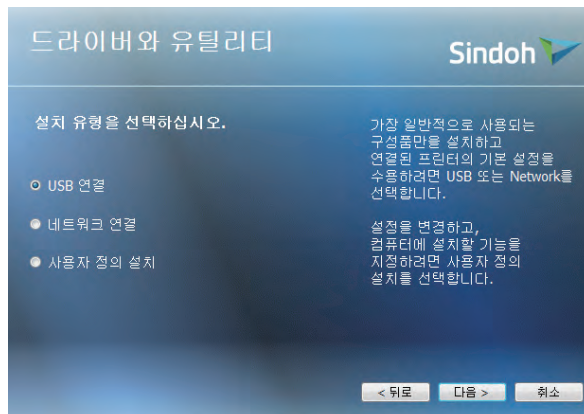 드라이버와 유틸리티
Sindoh
설치 유형을 선택하십시오.
USB 연결
네트워크 연결
사용자 정의 설치
가장 일반적으로 사용되는
구성품만을 설치하고
연결된 프린터의 기본 설정을
수용하려면 USB 또는 Network를
선택합니다.
설정을 변경하고,
컴퓨터에 설치할 기능을
지정하려면 사용자 정의
설치를 선택합니다.
< 뒤로
다음 >
취소